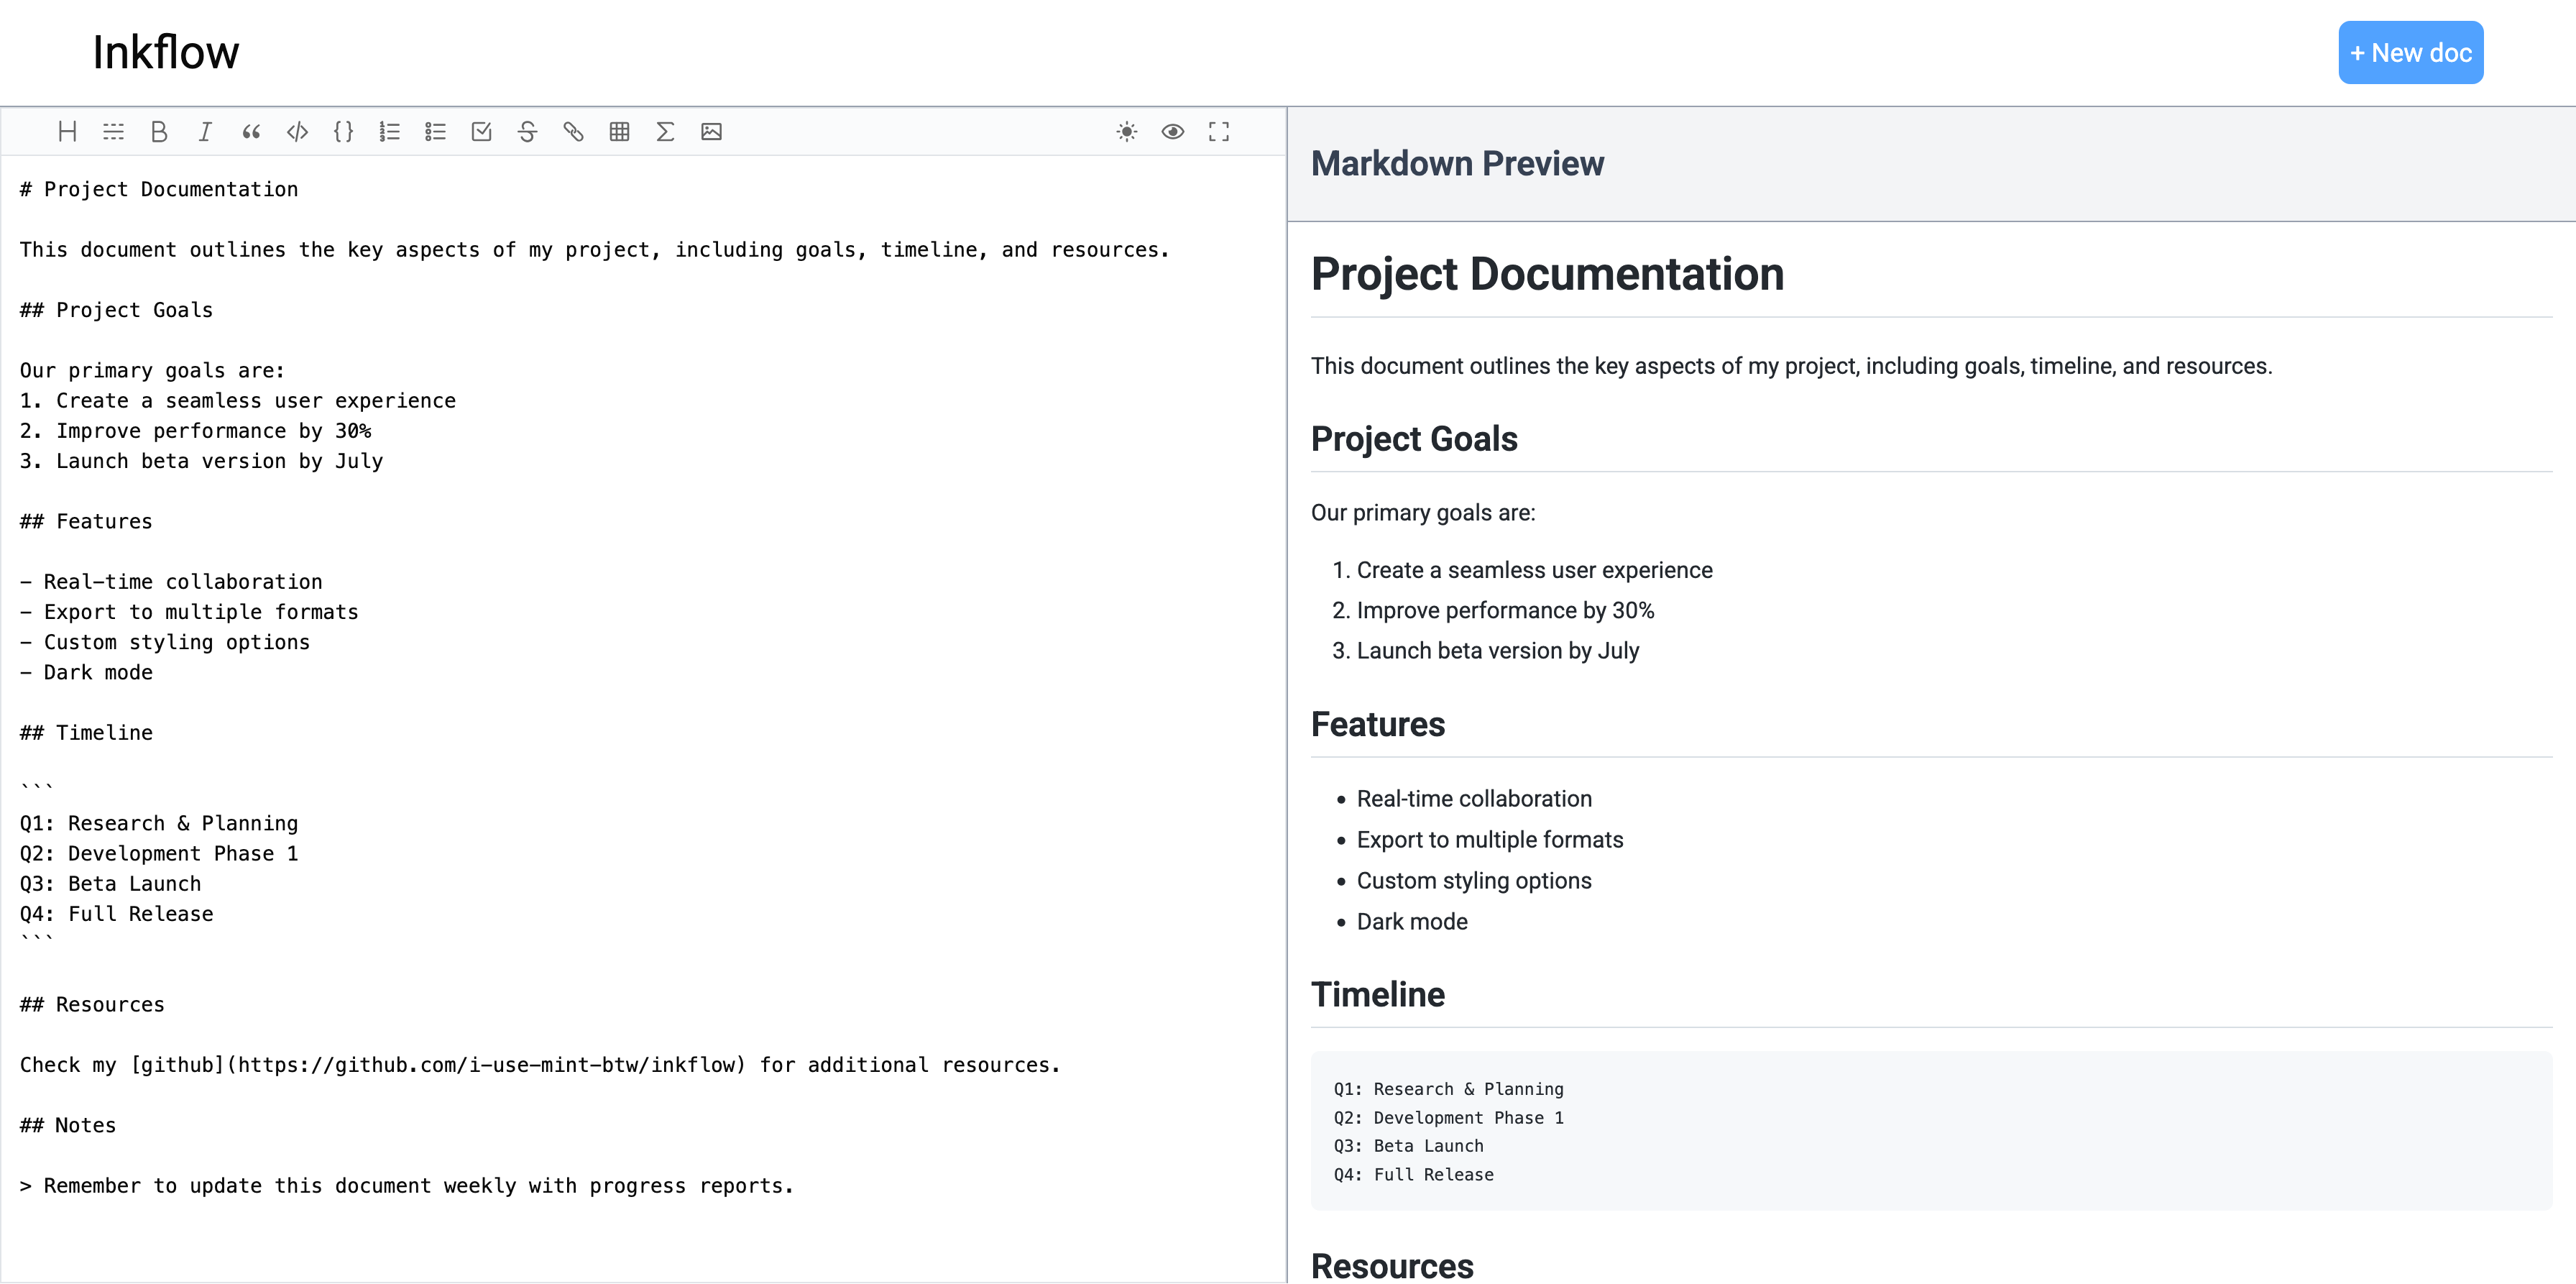 Inkflow
+ New doc
# Project Documentation
This document outlines the key aspects of my project, including goals, timeline, and resources.
## Project Goals
Our primary goals are:
1. Create a seamless user experience
2. Improve performance by 30%
3. Launch beta version by July
## Features
- Real-time collaboration
- Export to multiple formats
- Custom styling options
- Dark mode
## Timeline
```
Q1: Research & Planning
Q2: Development Phase 1
Q3: Beta Launch
Q4: Full Release
```
## Resources
Check my [github](https://github.com/i-use-mint-btw/inkflow) for additional resources.
## Notes
> Remember to update this document weekly with progress reports.
Markdown Preview
Project Documentation
This document outlines the key aspects of my project, including goals, timeline, and resources.
Project Goals
Our primary goals are:
1. Create a seamless user experience
2. Improve performance by 30%
3. Launch beta version by July
Features
• Real-time collaboration
• Export to multiple formats
• Custom styling options
• Dark mode
Timeline
Q1: Research & Planning
Q2: Development Phase 1
Q3: Beta Launch
Q4: Full Release
Resources